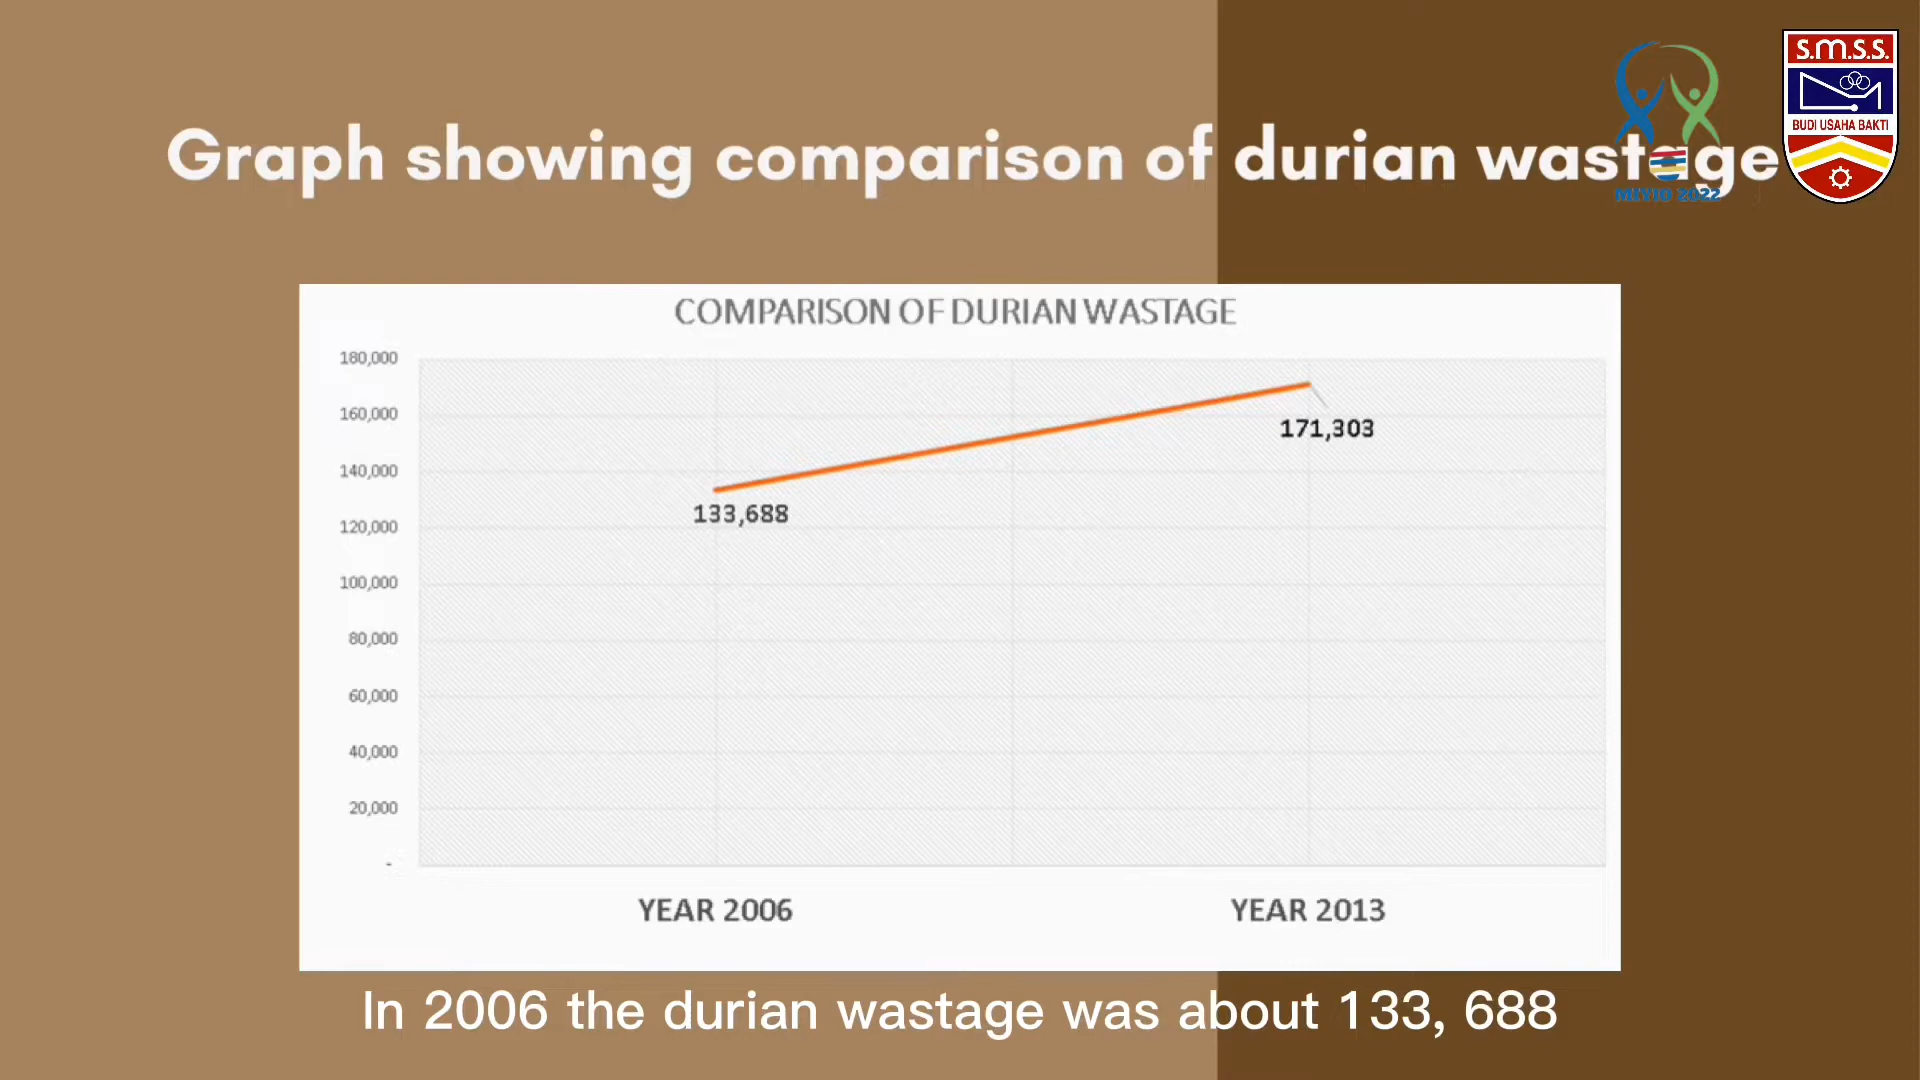 S.M.S.S.
BUDI USAHA BAKTI
Graph showing comparison of durian wastage
COMPARISON OF DURIAN WASTAGE
180,000
160,000
140,000
120,000
100,000
80,000
60,000
40,000
20,000
-
171,303
133,688
YEAR 2006
YEAR 2013
In 2006 the durian wastage was about 133, 688